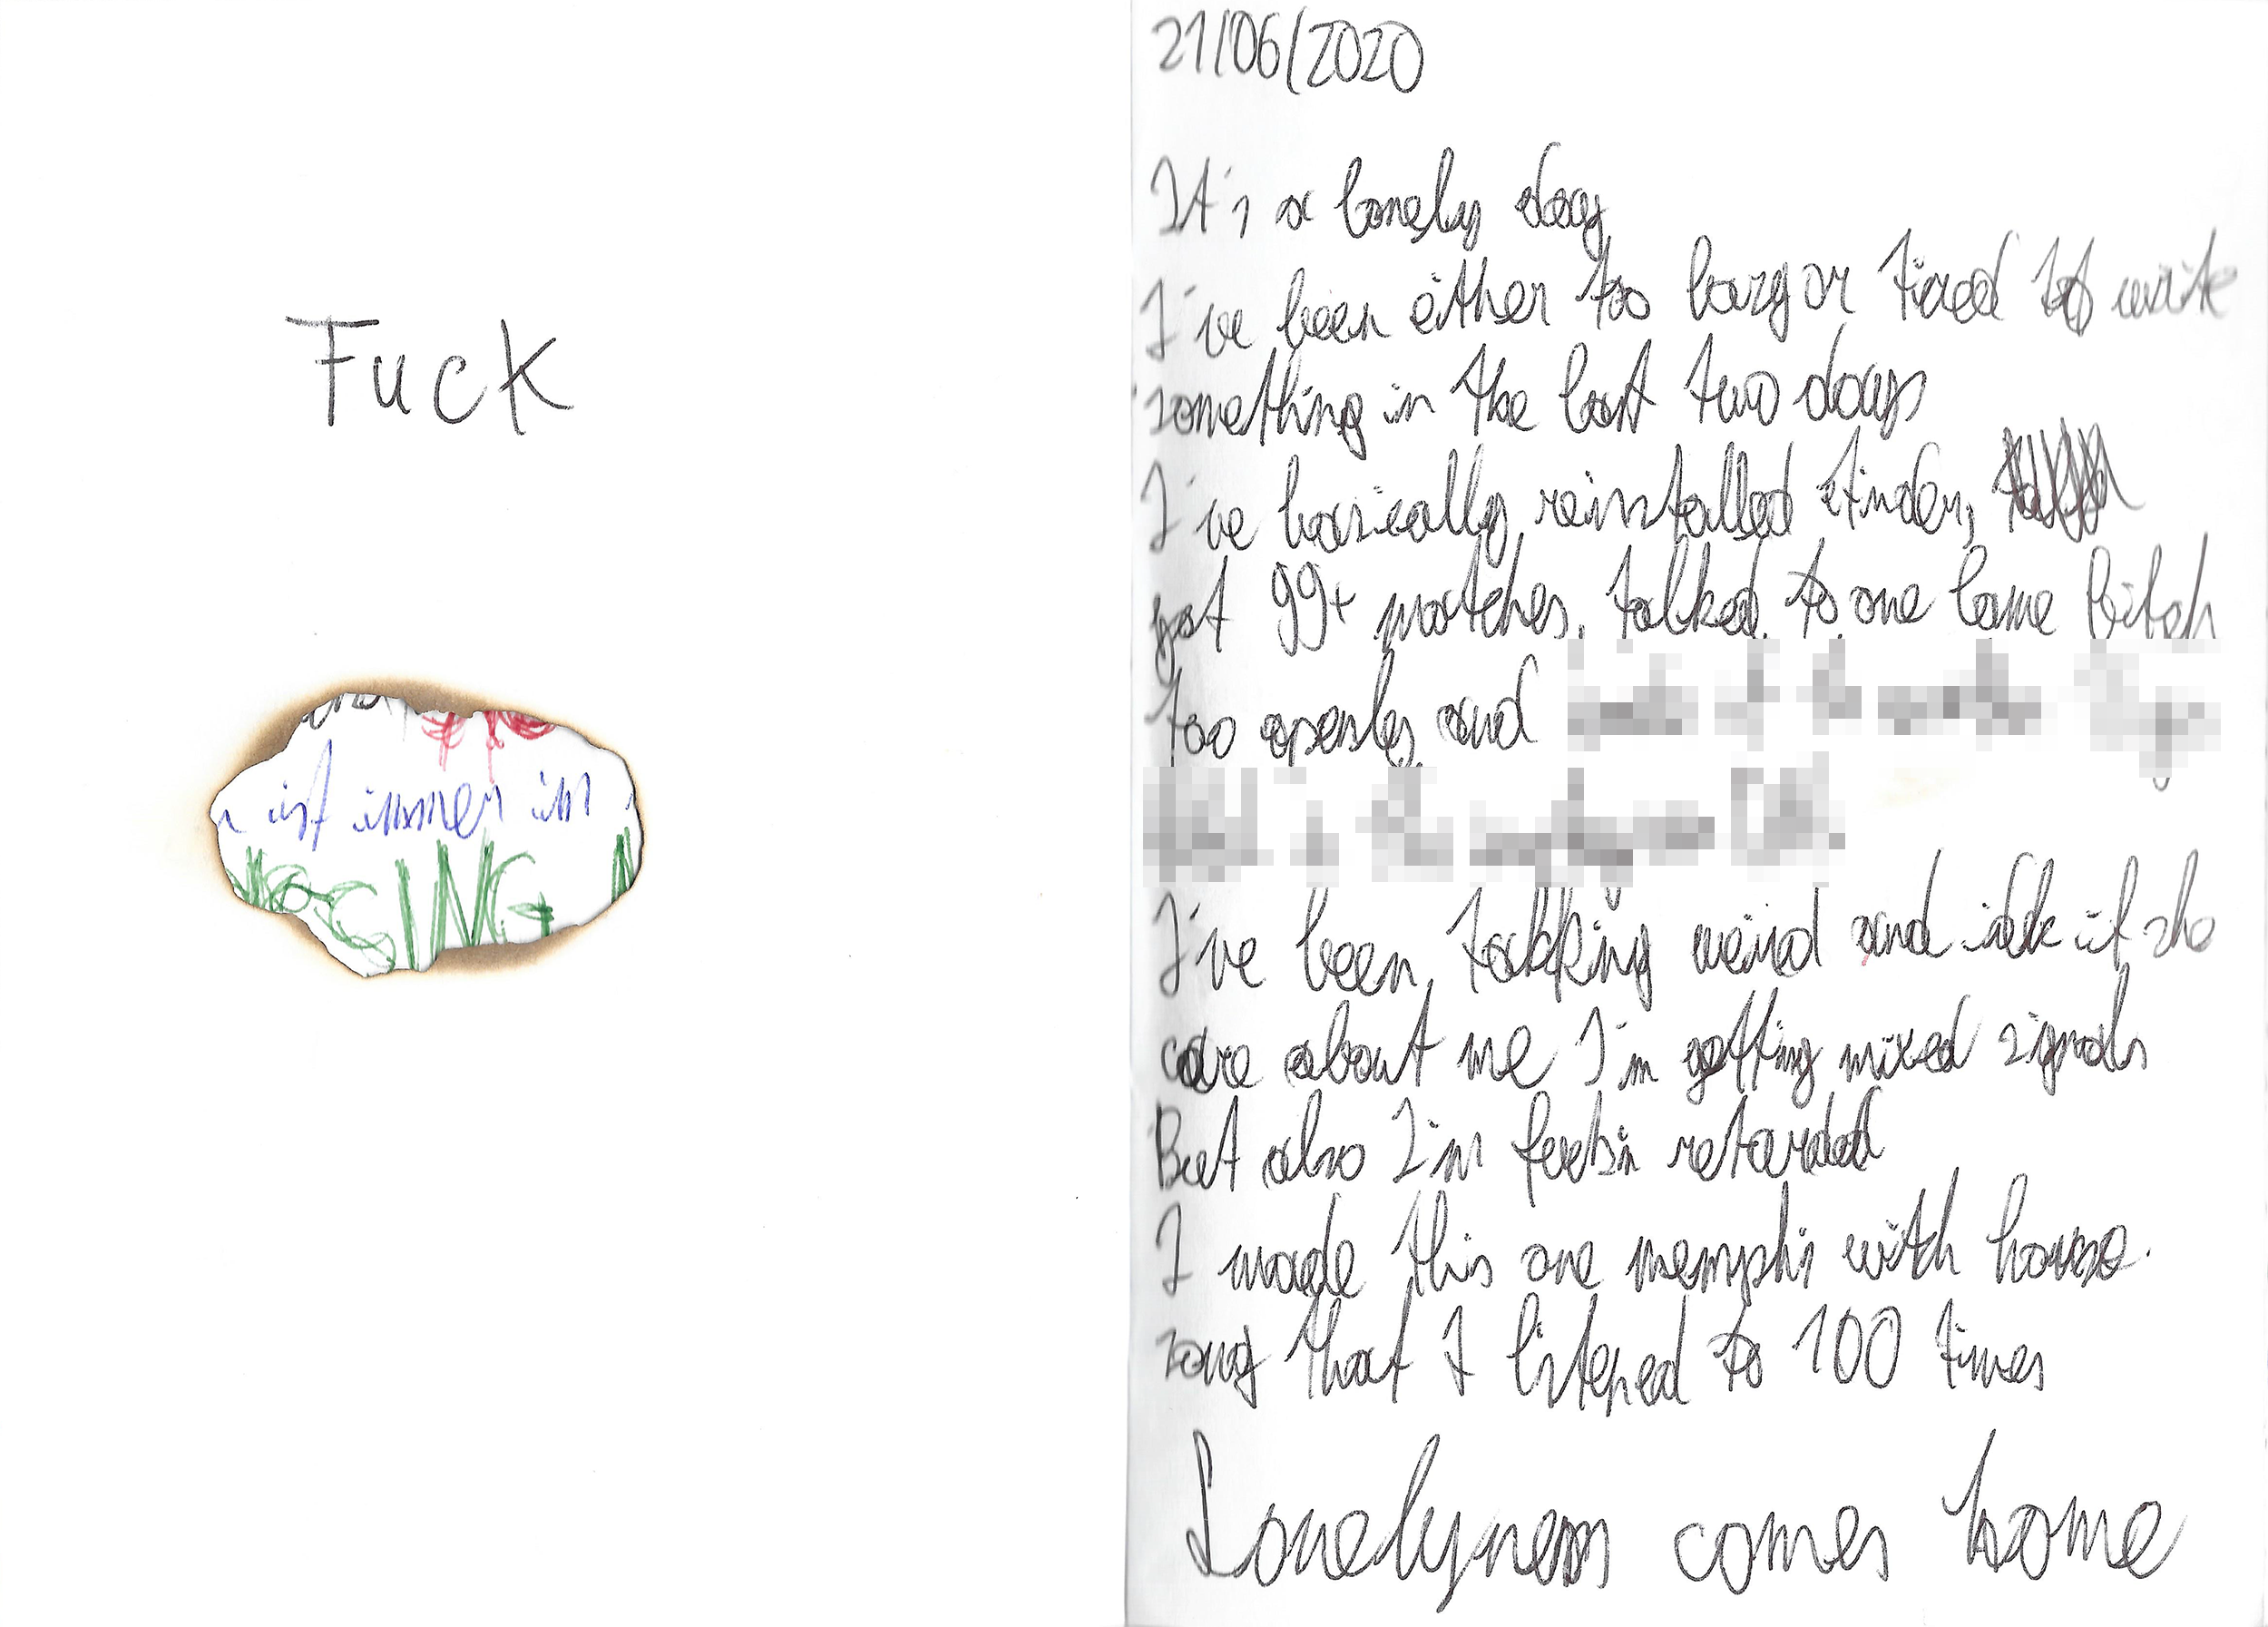 Fuck
ist immer im
ING
21/06/2020
It's a lonely day
I've been either too lazy or tired to write
something in the last two days
I've basically reinstalled tinder,
got 99+ matches, talked to one lame bitch
too openly and
I've been talking weird and idk if she
care about me I'm getting mixed signals
But also I'm feelin retarded
I made this one memphis with house
song that I listened to 100 times
Lonelyness comes home